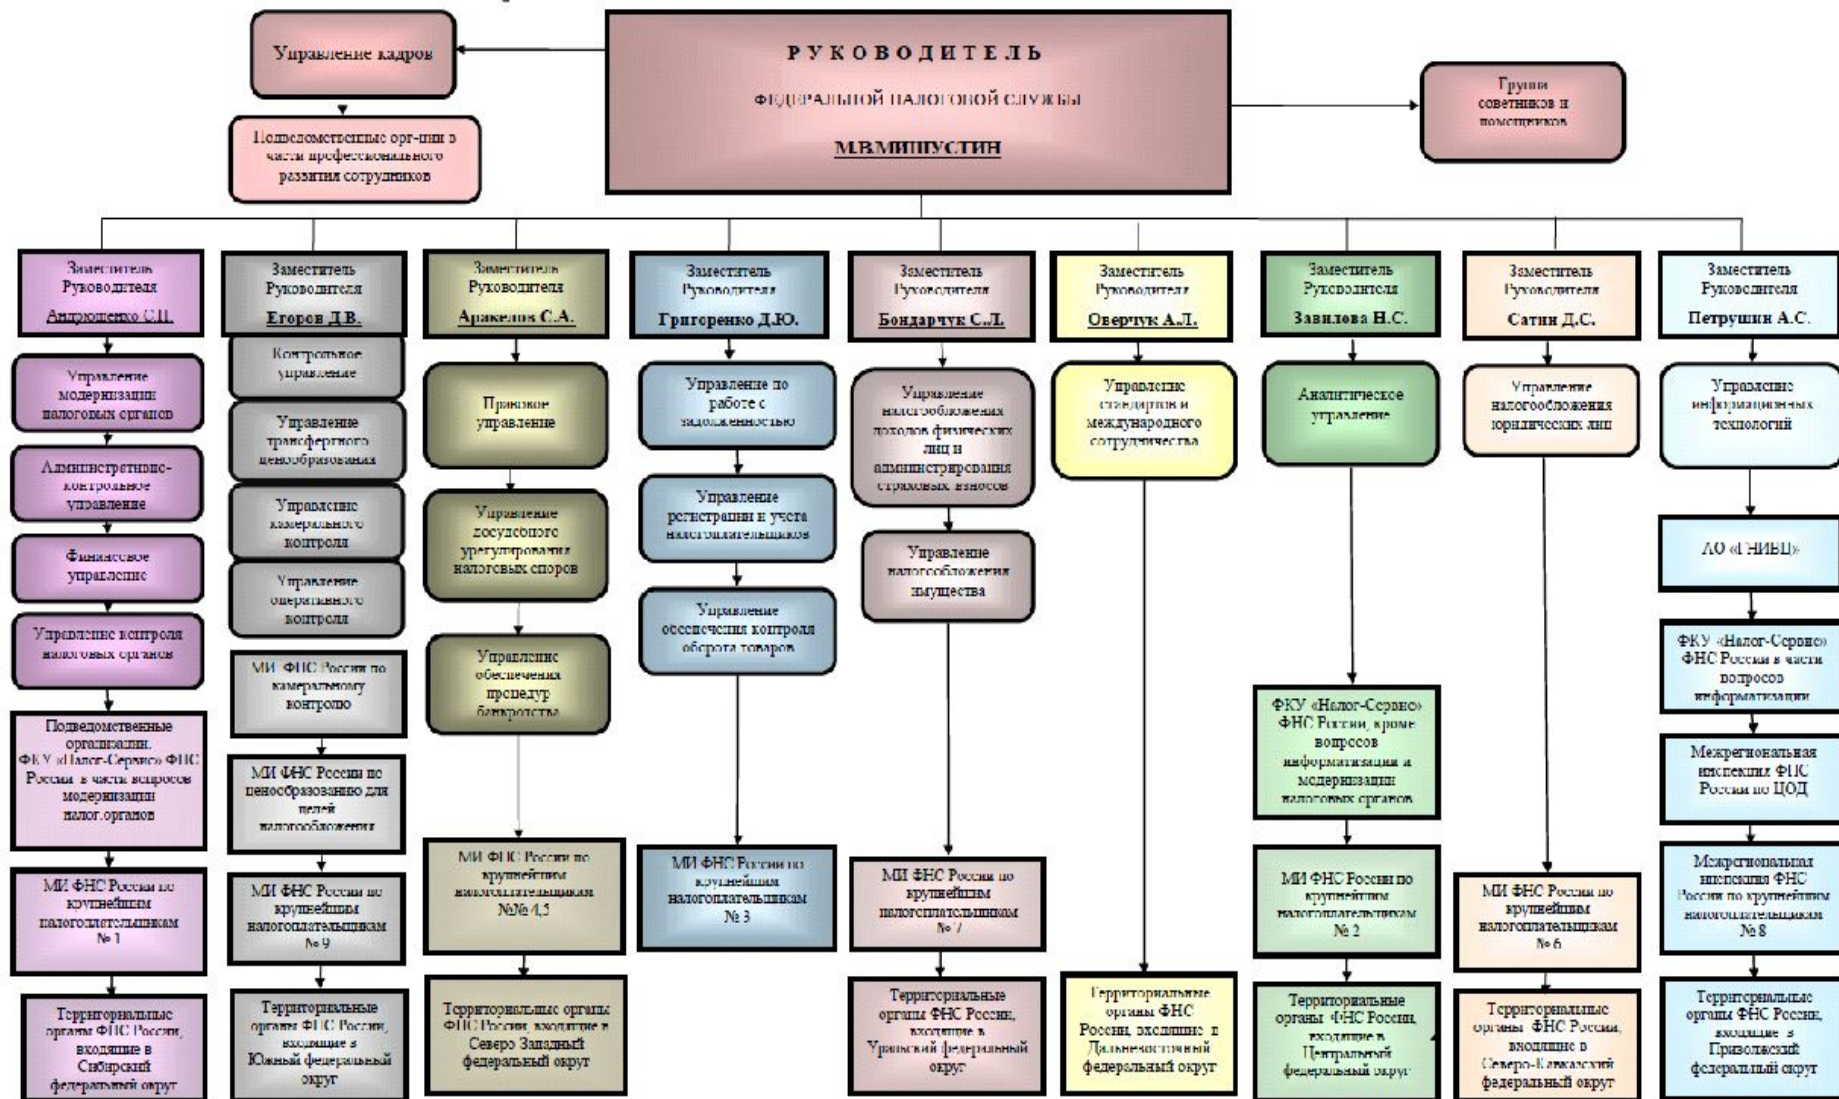 Управление кадров
Подведомственные орг-ции в
части профессионального
развития сотрудников
РУКОВОДИТЕЛЬ
ФЕДЕРАЛЬНОЙ НАЛОГОВОЙ СЛУЖБЫ
М.В.МИШУСТИН
Группа
советников и
помощников
Заместитель
Руководителя
Андрющенко С.Н.
Управление
модернизации
налоговых органов
Административно-
контрольное
управление
Финансовое
управление
Управление контроля
налоговых органов
Подведомственные
организации.
ФКУ «Налог-Сервис» ФНС
России в части вопросов
модернизации
налог.органов
МИ ФНС России по
крупнейшим
налогоплательщикам
№ 1
Территориальные
органы ФНС России,
входящие в
Сибирский
федеральный округ
Заместитель
Руководителя
Егоров Д.В.
Контрольное
управление
Управление
трансфертного
ценообразования
Управление
камерального
контроля
Управление
оперативного
контроля
МИ ФНС России по
камеральному
контролю
МИ ФНС России по
ценообразованию для
целей
налогообложения
МИ ФНС России по
крупнейшим
налогоплательщикам
№ 9
Территориальные
органы ФНС России,
входящие в
Южный федеральный
округ
Заместитель
Руководителя
Аракелов С.А.
Правовое
управление
Управление
досудебного
урегулирования
налоговых споров
Управление
обеспечения
процедур
банкротства
МИ ФНС России по
крупнейшим
налогоплательщикам
№№ 4,5
Территориальные органы
ФНС России, входящие в
Северо Западный
федеральный округ
Заместитель
Руководителя
Григоренко Д.Ю.
Управление по
работе с
задолженностью
Управление
регистрации и учета
налогоплательщиков
Управление
обеспечения контроля
оборота товаров
МИ ФНС России по
крупнейшим
налогоплательщикам
№ 3
Заместитель
Руководителя
Бондарчук С.Л.
Управление
налогообложения
доходов физических
лиц и
администрирования
страховых взносов
Управление
налогообложения
имущества
МИ ФНС России по
крупнейшим
налогоплательщикам
№ 7
Территориальные
органы ФНС России,
входящие в
Уральский федеральный
округ
Заместитель
Руководителя
Оверчук А.Л.
Управление
стандартов и
международного
сотрудничества
Территориальные
органы ФНС
России, входящие в
Дальневосточный
федеральный округ
Заместитель
Руководителя
Завилова Н.С.
Аналитическое
управление
ФКУ «Налог-Сервис»
ФНС России, кроме
вопросов
информатизации и
модернизации
налоговых органов
МИ ФНС России по
крупнейшим
налогоплательщикам
№ 2
Территориальные
органы ФНС России,
входящие в
Центральный
федеральный округ
Заместитель
Руководителя
Сатин Д.С.
Управление
налогообложения
юридических лиц
МИ ФНС России по
крупнейшим
налогоплательщикам
№ 6
Территориальные
органы ФНС России,
входящие в
Северо-Кавказский
федеральный округ
Заместитель
Руководителя
Петрушин А.С.
Управление
информационных
технологий
АО «ГНИВЦ»
ФКУ «Налог-Сервис»
ФНС России в части
вопросов
информатизации
Межрегиональная
инспекция ФНС
России по ЦОД
Межрегиональная
инспекция ФНС
России по крупнейшим
налогоплательщикам
№ 8
Территориальные
органы ФНС России,
входящие в
Приволжский
федеральный округ